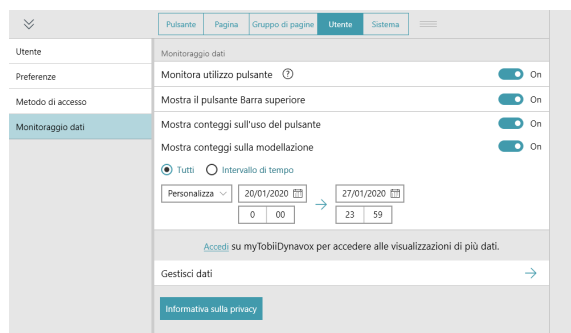 Pulsante Pagina Gruppo di pagine Utente Sistema
Utente
Preferenze
Metodo di accesso
Monitoraggio dati
Monitoraggio dati
Monitora utilizzo pulsante ? On
Mostra il pulsante Barra superiore On
Mostra conteggi sull'uso del pulsante On
Mostra conteggi sulla modellazione On
Tutti Intervallo di tempo
Personalizza 20/01/2020 27/01/2020
0 00 23 59
Accedi su myTobiiDynavox per accedere alle visualizzazioni di più dati.
Gestisci dati
Informativa sulla privacy